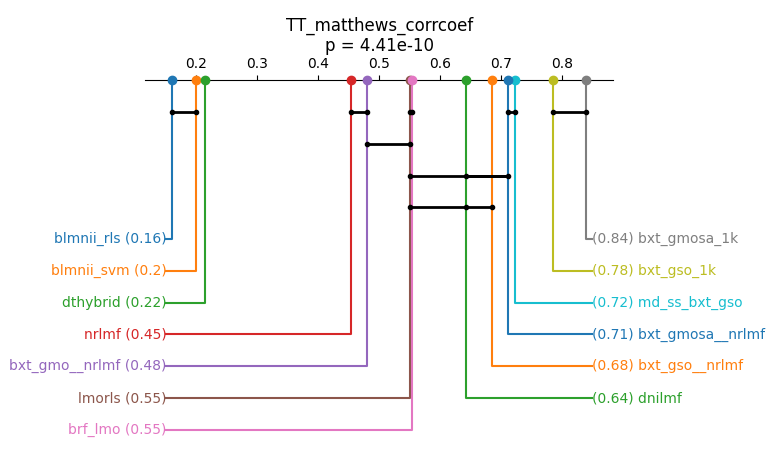 TT_matthews_corrcoef
p = 4.41e-10
0.2 0.3 0.4 0.5 0.6 0.7 0.8
blmnii_rls (0.16)
(0.84) bxt_gmosa_1k
blmnii_svm (0.2)
(0.78) bxt_gso_1k
dthybrid (0.22)
(0.72) md_ss_bxt_gso
nrlmf (0.45)
(0.71) bxt_gmosa__nrlmf
bxt_gmo__nrlmf (0.48)
(0.68) bxt_gso__nrlmf
lmorls (0.55)
(0.64) dnilmf
brf_lmo (0.55)